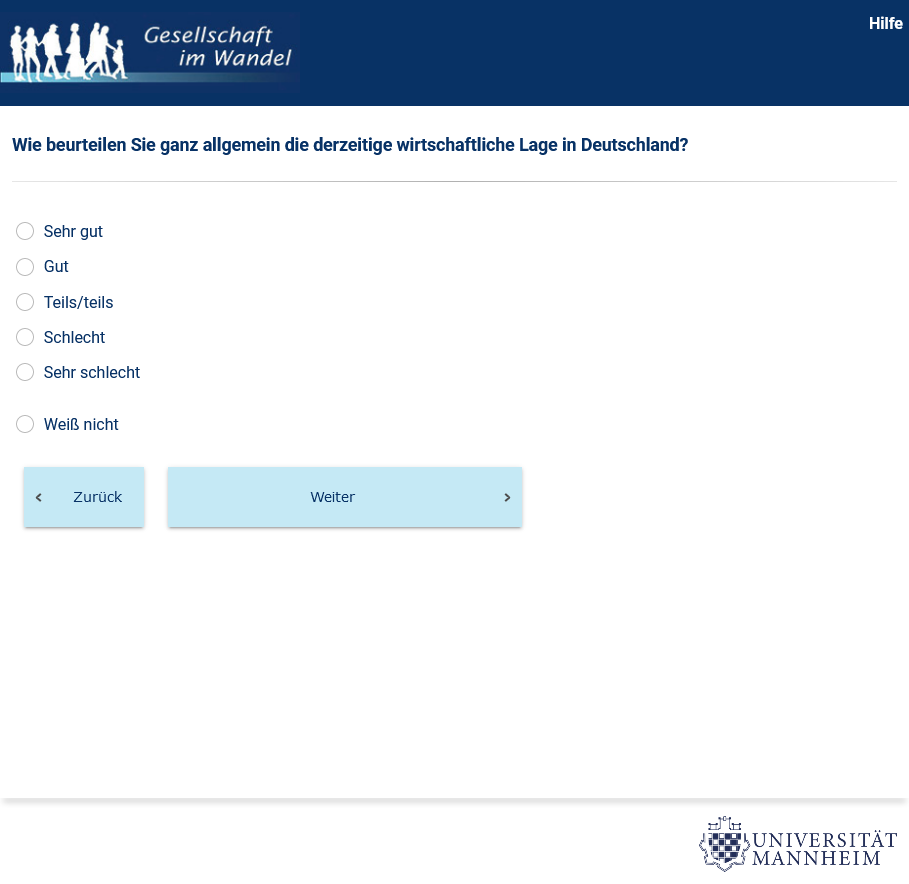 Gesellschaft
im Wandel
Hilfe
Wie beurteilen Sie ganz allgemein die derzeitige wirtschaftliche Lage in Deutschland?
Sehr gut
Gut
Teils/teils
Schlecht
Sehr schlecht
Weiß nicht
Zurück
Weiter
UNIVERSITÄT
MANNHEIM